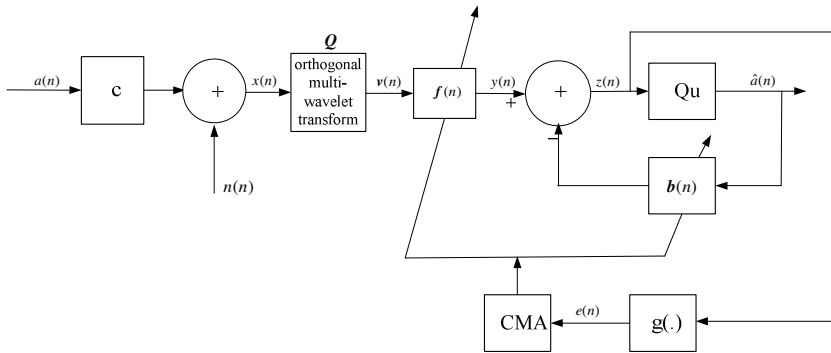 Q
a(n)
c
+
x(n)
orthogonal
multi-
wavelet
transform
v(n)
f(n)
y(n)
+
+
z(n)
Qu
â(n)
n(n)
b(n)
CMA
e(n)
g(.)